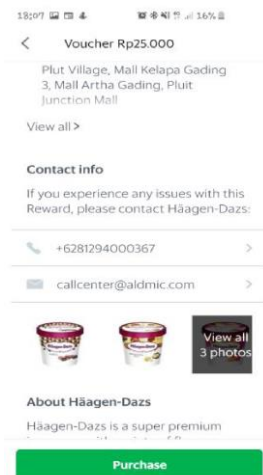 18:07
16%
Voucher Rp25.000
Plut Village, Mall Kelapa Gading
3, Mall Artha Gading, Pluit
Junction Mall
View all >
Contact info
If you experience any issues with this
Reward, please contact Häagen-Dazs:
+6281294000367
callcenter@aldmic.com
View all
3 photos
About Häagen-Dazs
Häagen-Dazs is a super premium
Purchase